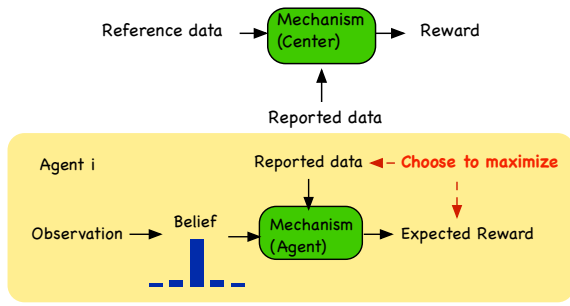 Reference data
Mechanism
(Center)
Reward
Reported data
Agent i
Reported data
Choose to maximize
Observation
Belief
Mechanism
(Agent)
Expected Reward